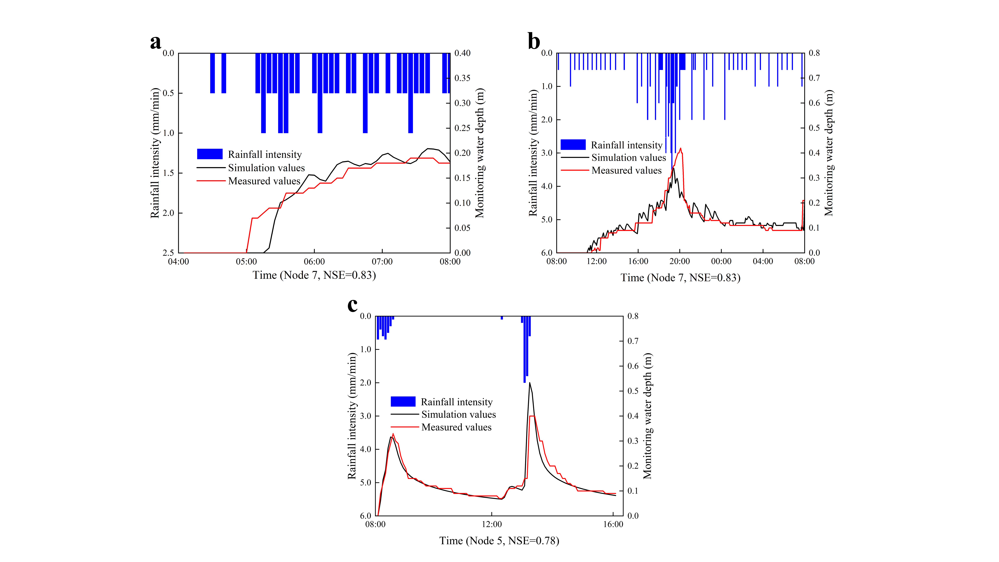 a
0.0
0.5
1.0
1.5
2.0
2.5
0.40
0.35
0.30
0.25
0.20
0.15
0.10
0.05
0.00
Rainfall intensity (mm/min)
Monitoring water depth (m)
Rainfall intensity
Simulation values
Measured values
04:00 05:00 06:00 07:00 08:00
Time (Node 7, NSE=0.83)
b
0.0
1.0
2.0
3.0
4.0
5.0
6.0
0.8
0.7
0.6
0.5
0.4
0.3
0.2
0.1
0.0
Rainfall intensity (mm/min)
Monitoring water depth (m)
Rainfall intensity
Simulation values
Measured values
08:00 12:00 16:00 20:00 00:00 04:00 08:00
Time (Node 7, NSE=0.83)
c
0.0
1.0
2.0
3.0
4.0
5.0
6.0
0.8
0.7
0.6
0.5
0.4
0.3
0.2
0.1
0.0
Rainfall intensity (mm/min)
Monitoring water depth (m)
Rainfall intensity
Simulation values
Measured values
08:00 12:00 16:00
Time (Node 5, NSE=0.78)